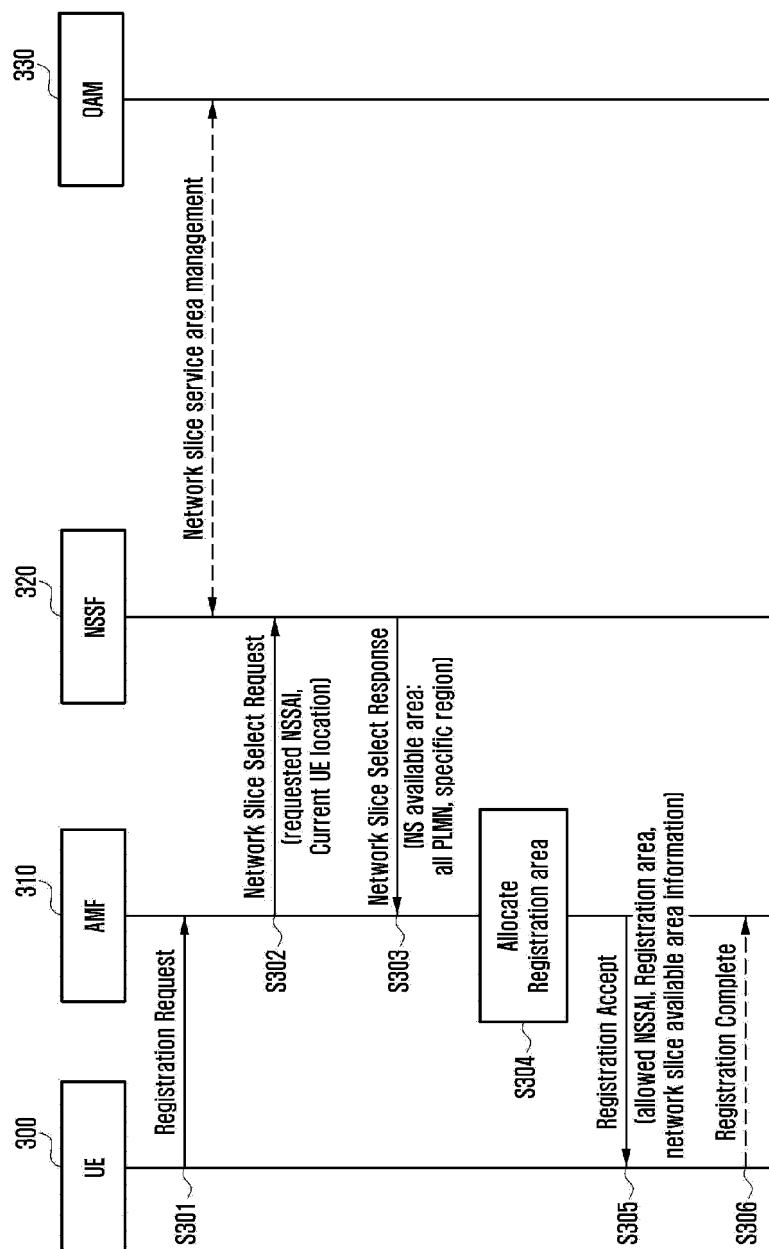 300
UE
310
AMF
320
NSSF
330
OAM
S301
Registration Request
Network slice service area management
S302
Network Slice Select Request
(requested NSSAI,
Current UE location)
S303
Network Slice Select Response
(NS available area:
all PLMN, specific region)
S304
Allocate
Registration area
S305
Registration Accept
(allowed NSSAI, Registration area,
network slice available area information)
S306
Registration Complete